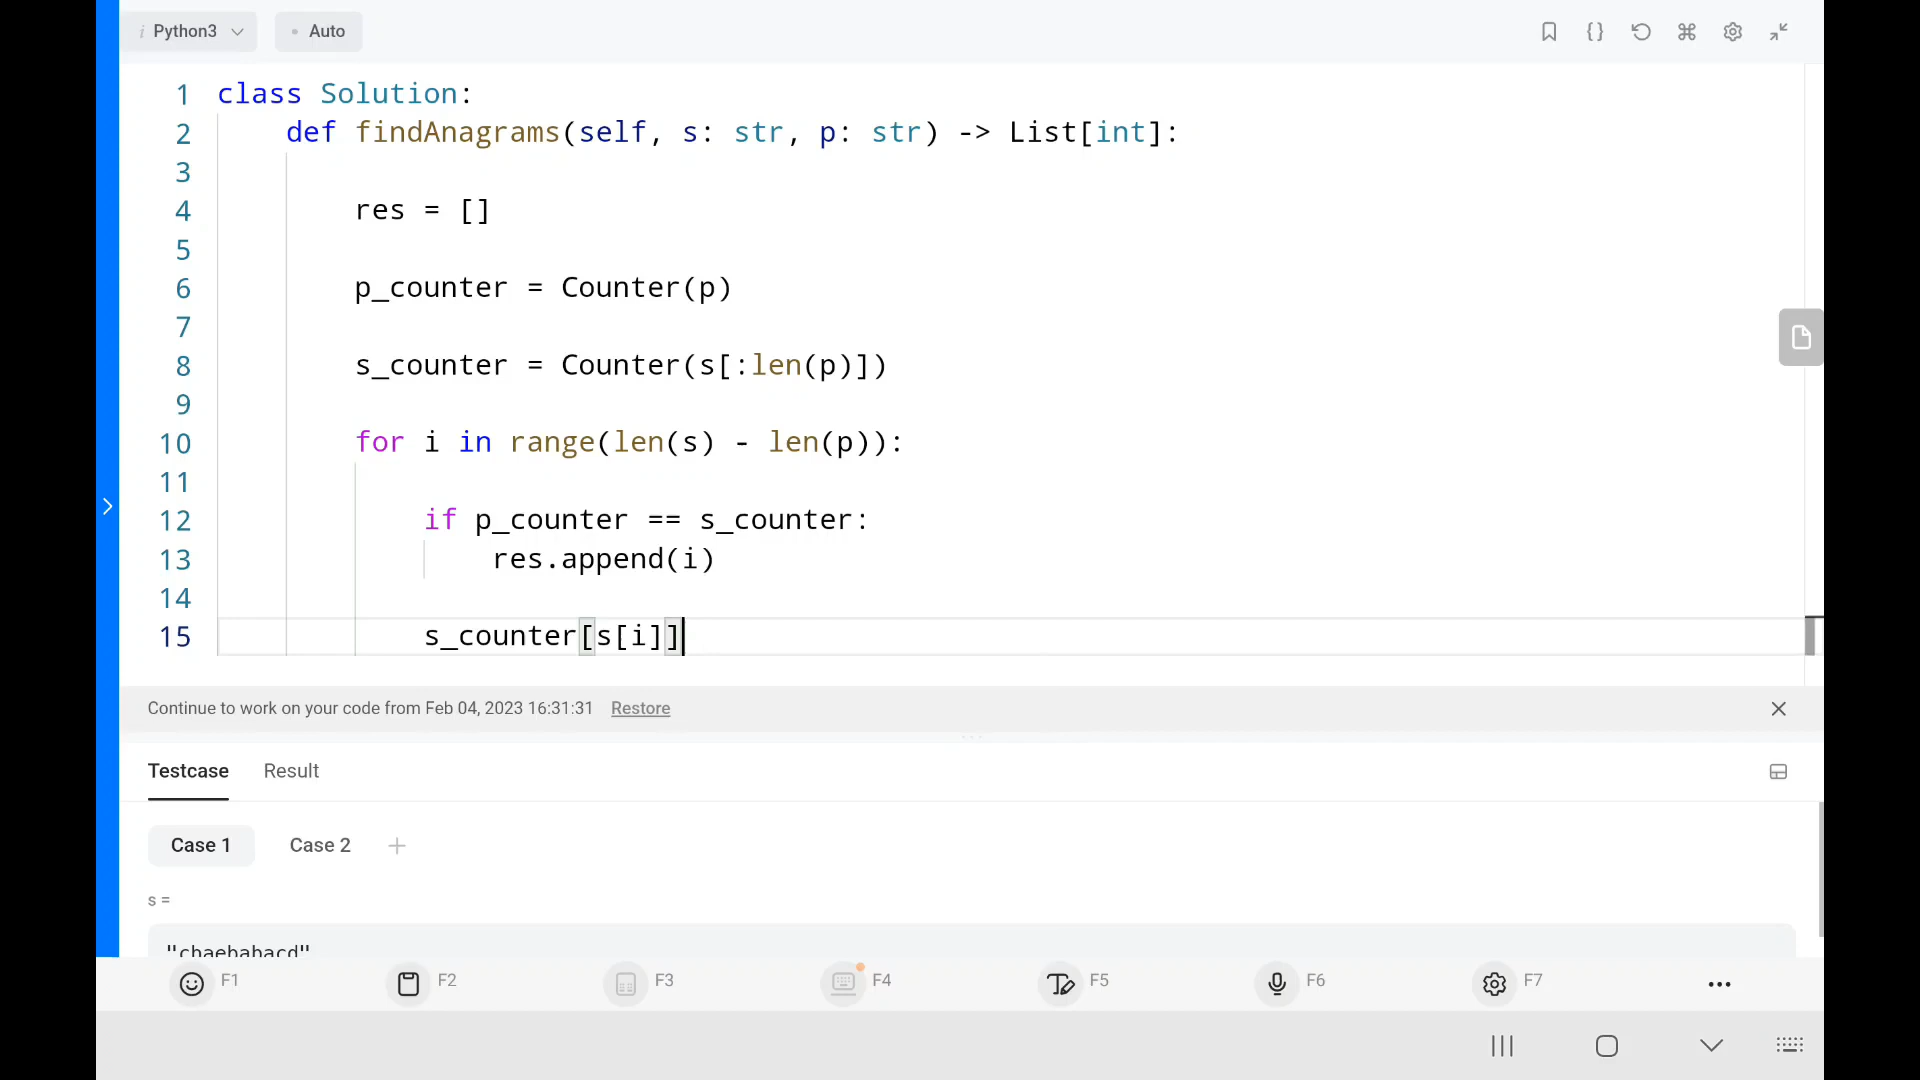 i Python3
Auto
1 class Solution:
2 def findAnagrams(self, s: str, p: str) -> List[int]:
3
4 res = []
5
6 p_counter = Counter(p)
7
8 s_counter = Counter(s[:len(p)])
9
10 for i in range(len(s) - len(p)):
11
12 if p_counter == s_counter:
13 res.append(i)
14
15 s_counter[s[i]]
Continue to work on your code from Feb 04, 2023 16:31:31 Restore
Testcase Result
Case 1 Case 2 +
s =
"cbaebabacd"
F1 F2 F3 F4 F5 F6 F7